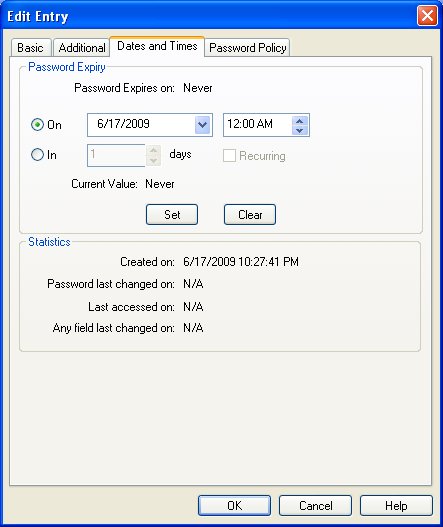 Edit Entry
Basic Additional Dates and Times Password Policy
Password Expiry
Password Expires on: Never
On 6/17/2009 12:00 AM
In 1 days Recurring
Current Value: Never
Set Clear
Statistics
Created on: 6/17/2009 10:27:41 PM
Password last changed on: N/A
Last accessed on: N/A
Any field last changed on: N/A
OK Cancel Help